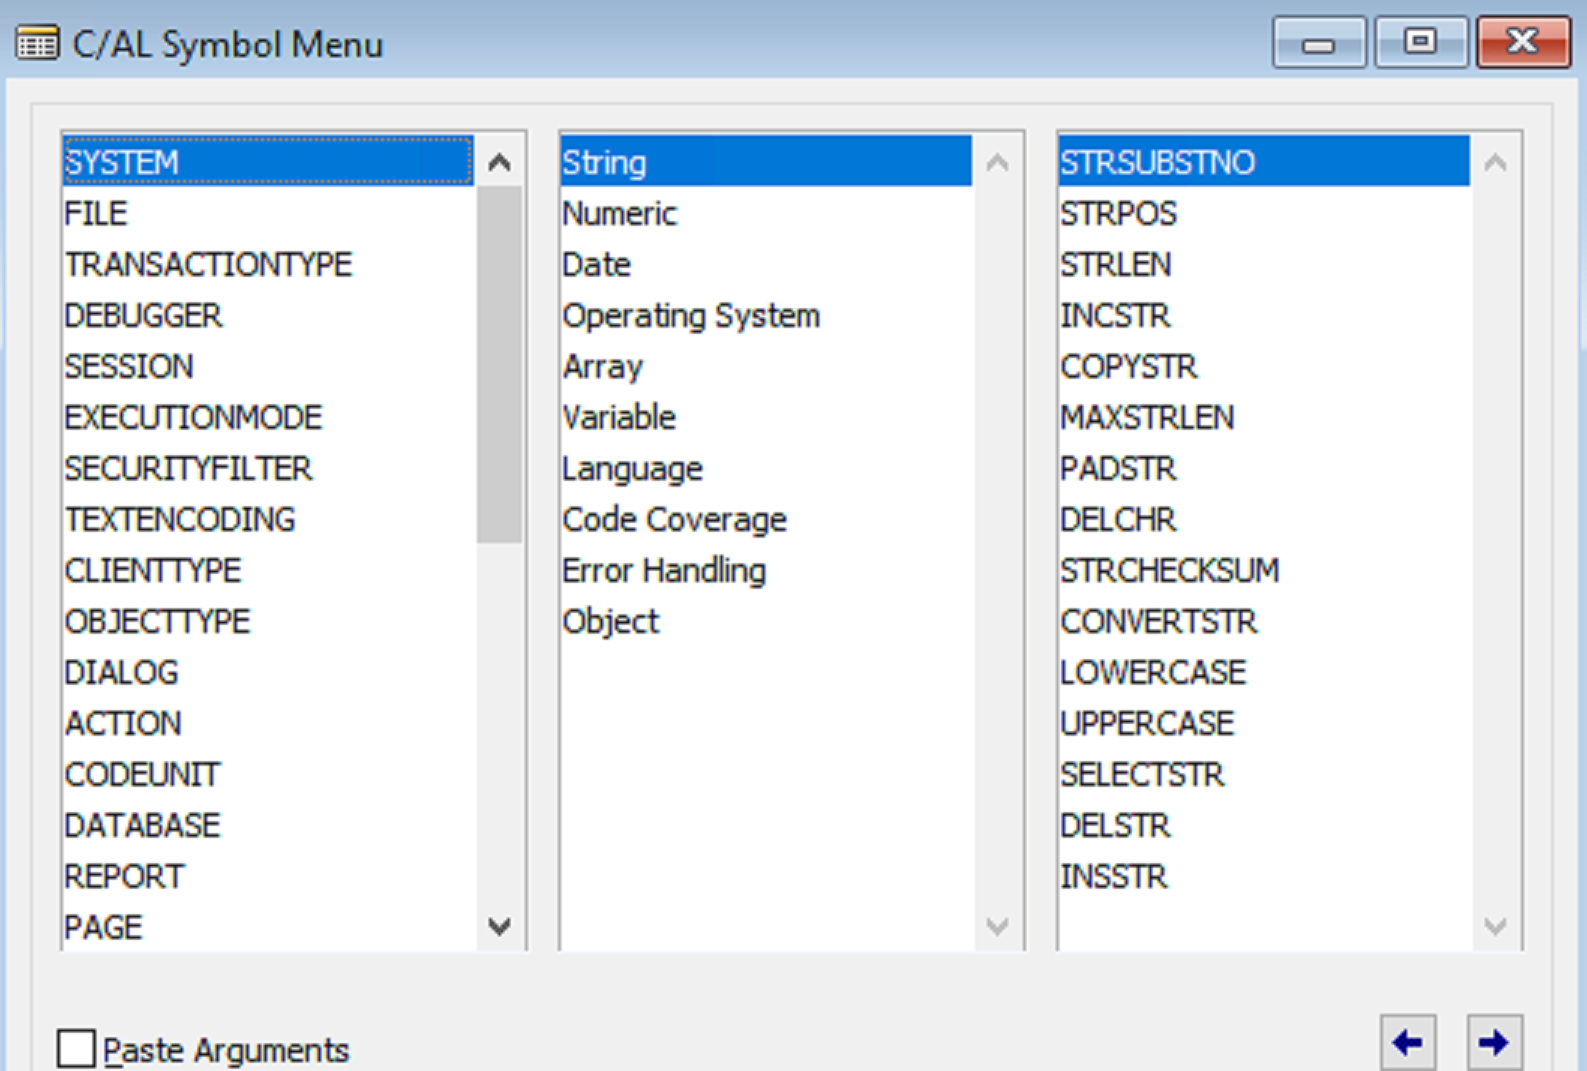 C/AL Symbol Menu
SYSTEM
FILE
TRANSACTIONTYPE
DEBUGGER
SESSION
EXECUTIONMODE
SECURITYFILTER
TEXTENCODING
CLIENTTYPE
OBJECTTYPE
DIALOG
ACTION
CODEUNIT
DATABASE
REPORT
PAGE
String
Numeric
Date
Operating System
Array
Variable
Language
Code Coverage
Error Handling
Object
STRSUBSTNO
STRPOS
STRLEN
INCSTR
COPYSTR
MAXSTRLEN
PADSTR
DELCHR
STRCHECKSUM
CONVERTSTR
LOWERCASE
UPPERCASE
SELECTSTR
DELSTR
INSSTR
Paste Arguments